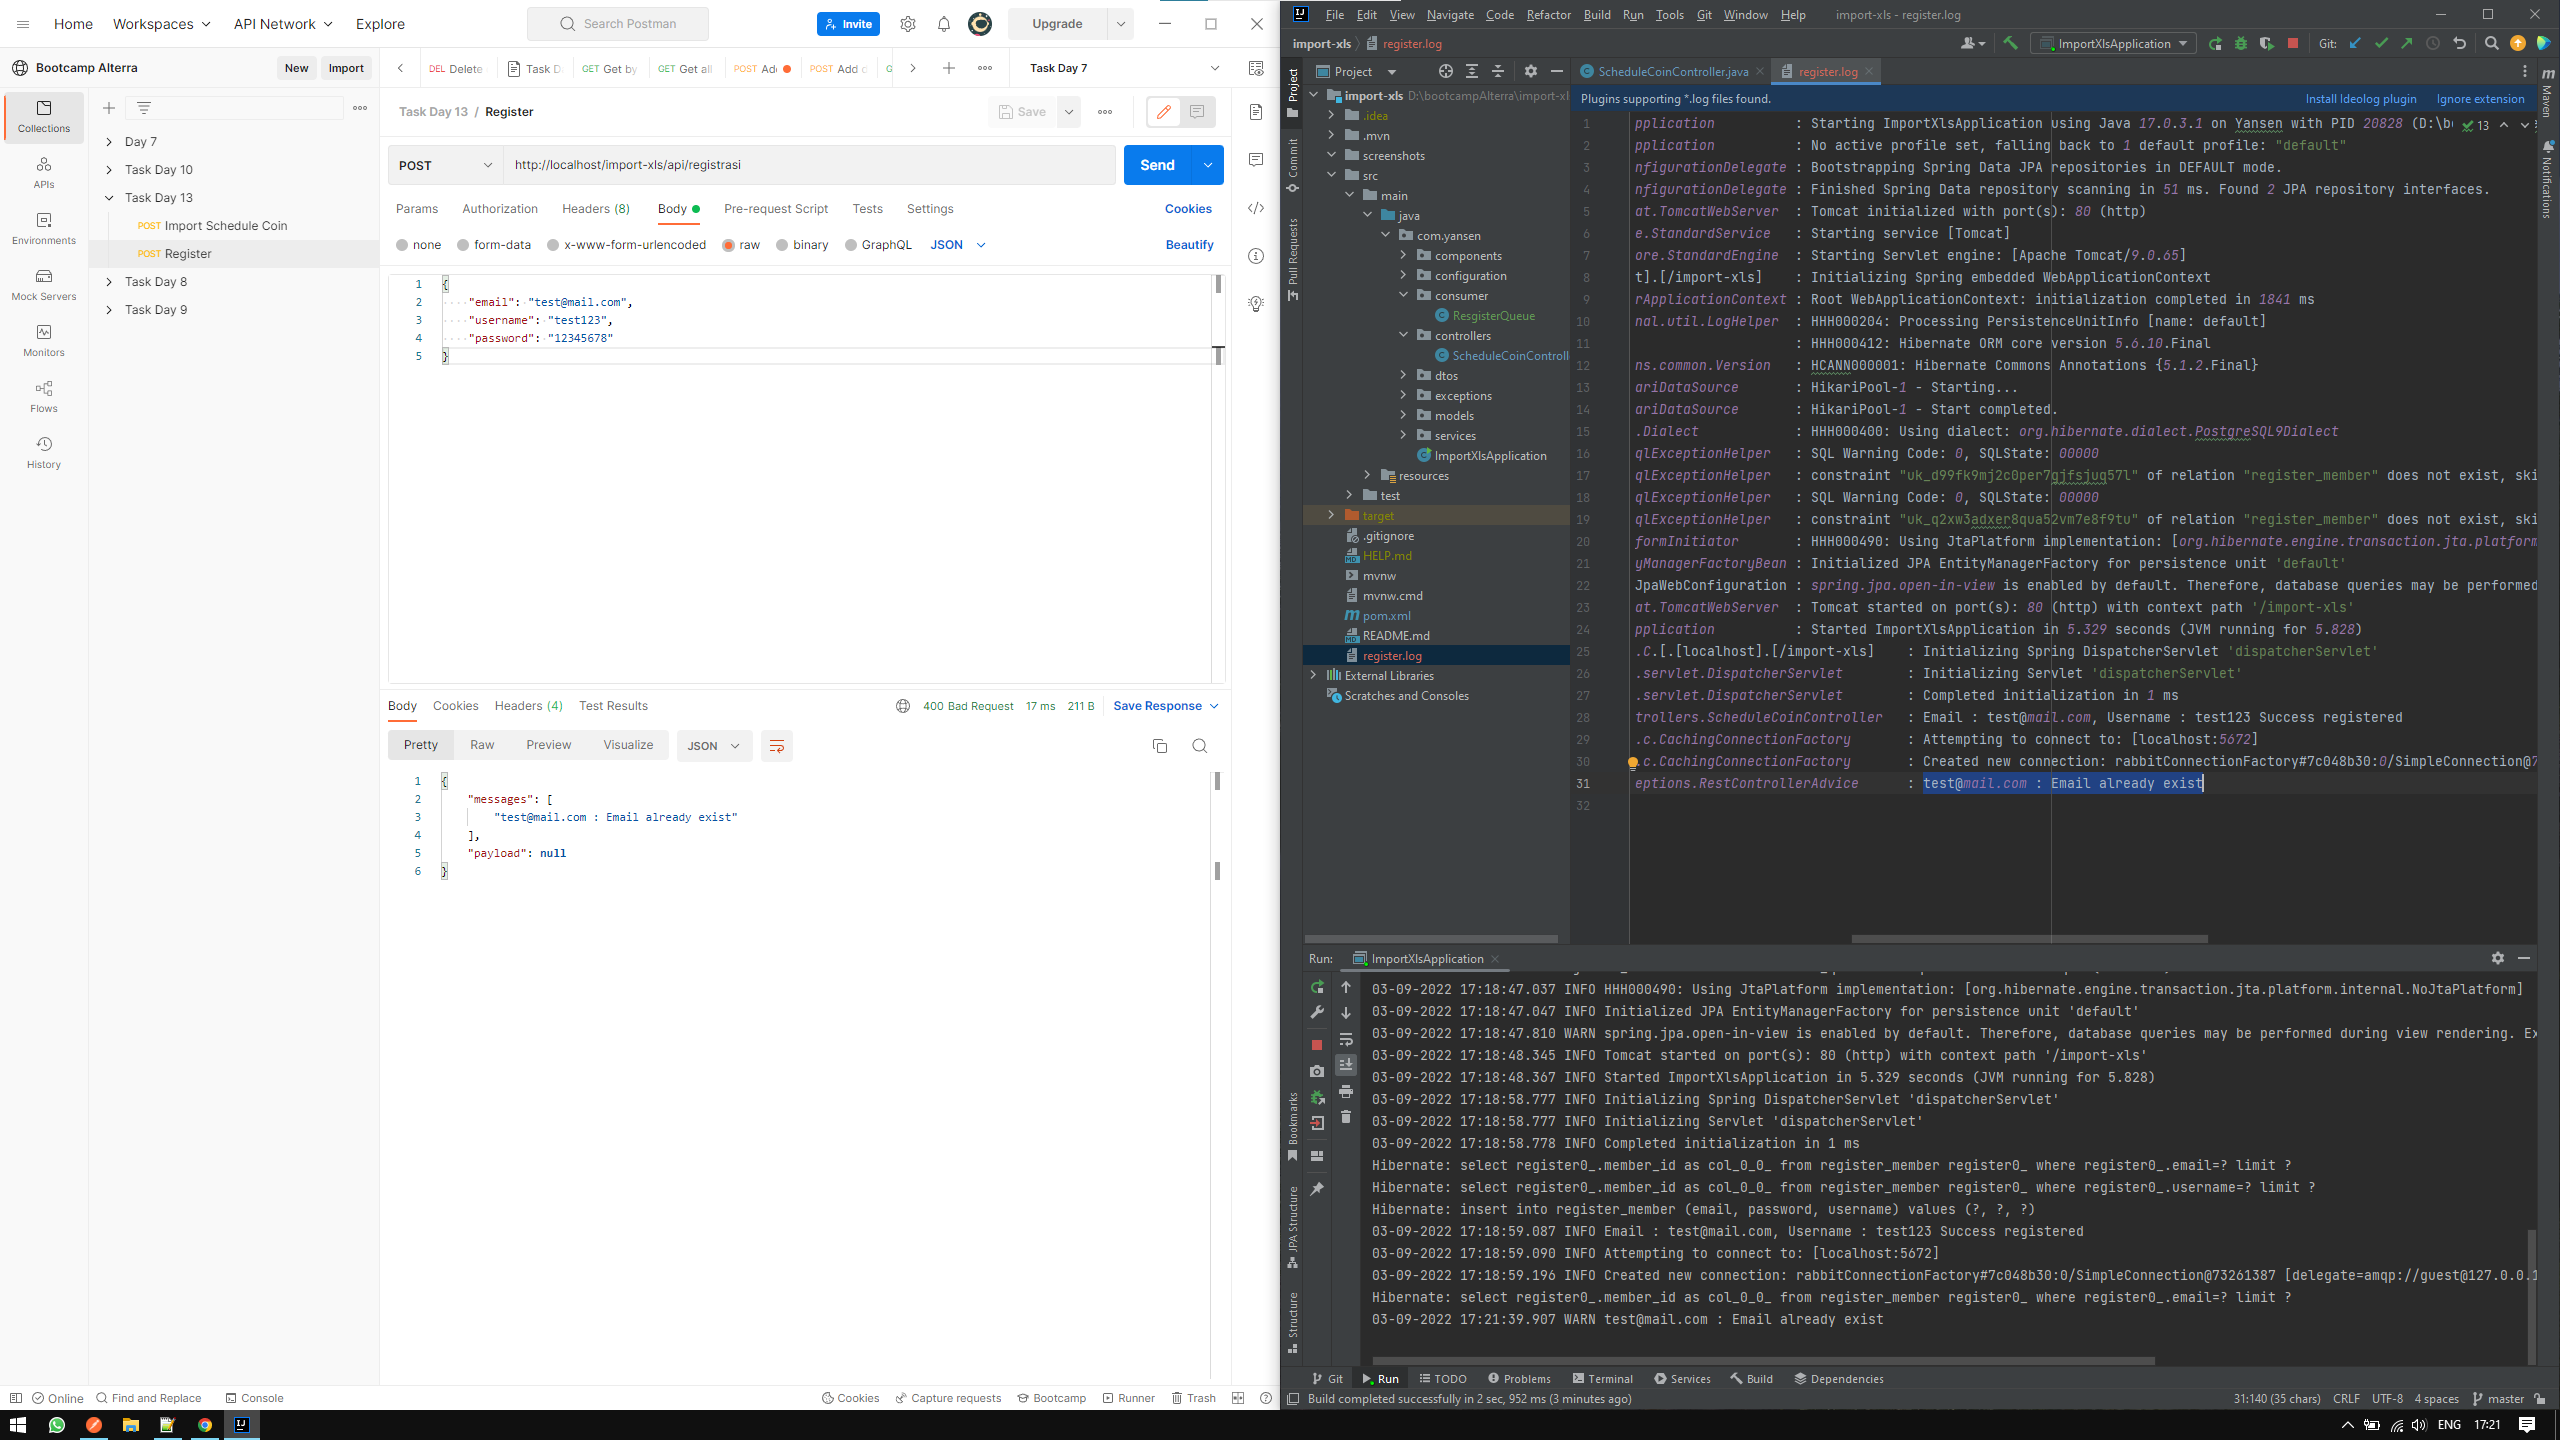 Home
Workspaces
API Network
Explore
Search Postman
Invite
Upgrade
Bootcamp Alterra
New
Import
DEL Delete
Task D
GET Get by
GET Get all
POST Add
POST Add c
Task Day 7
Collections
APIs
Environments
Mock Servers
Monitors
Flows
History
Day 7
Task Day 10
Task Day 13
POST Import Schedule Coin
POST Register
Task Day 8
Task Day 9
Task Day 13 / Register
Save
POST
http://localhost/import-xls/api/registrasi
Send
Params
Authorization
Headers (8)
Body
Pre-request Script
Tests
Settings
Cookies
none
form-data
x-www-form-urlencoded
raw
binary
GraphQL
JSON
Beautify
1 {
2 "email": "test@mail.com",
3 "username": "test123",
4 "password": "12345678"
5 }
Body
Cookies
Headers (4)
Test Results
400 Bad Request
17 ms
211 B
Save Response
Pretty
Raw
Preview
Visualize
JSON
1 {
2 "messages": [
3 "test@mail.com : Email already exist"
4 ],
5 "payload": null
6 }
Online
Find and Replace
Console
Cookies
Capture requests
Bootcamp
Runner
Trash
File Edit View Navigate Code Refactor Build Run Tools Git Window Help
import-xls - register.log
import-xls
register.log
ImportXlsApplication
Git:
Project
ScheduleCoinController.java
register.log
Plugins supporting *.log files found.
Install Ideolog plugin
Ignore extension
Project
Commit
Pull Requests
Bookmarks
JPA Structure
Structure
Maven
Notifications
import-xls D:\bootcampAlterra\import-xl
.idea
.mvn
screenshots
src
main
java
com.yansen
components
configuration
consumer
ResgisterQueue
controllers
ScheduleCoinControll
dtos
exceptions
models
services
ImportXlsApplication
resources
test
target
.gitignore
HELP.md
mvnw
mvnw.cmd
pom.xml
README.md
register.log
External Libraries
Scratches and Consoles
13
1 pplication : Starting ImportXlsApplication using Java 17.0.3.1 on Yansen with PID 20828 (D:\b
2 pplication : No active profile set, falling back to 1 default profile: "default"
3 nfigurationDelegate : Bootstrapping Spring Data JPA repositories in DEFAULT mode.
4 nfigurationDelegate : Finished Spring Data repository scanning in 51 ms. Found 2 JPA repository interfaces.
5 at.TomcatWebServer : Tomcat initialized with port(s): 80 (http)
6 e.StandardService : Starting service [Tomcat]
7 ore.StandardEngine : Starting Servlet engine: [Apache Tomcat/9.0.65]
8 t].[/import-xls] : Initializing Spring embedded WebApplicationContext
9 rApplicationContext : Root WebApplicationContext: initialization completed in 1841 ms
10 nal.util.LogHelper : HHH000204: Processing PersistenceUnitInfo [name: default]
11 : HHH000412: Hibernate ORM core version 5.6.10.Final
12 ns.common.Version : HCANN000001: Hibernate Commons Annotations {5.1.2.Final}
13 ariDataSource : HikariPool-1 - Starting...
14 ariDataSource : HikariPool-1 - Start completed.
15 .Dialect : HHH000400: Using dialect: org.hibernate.dialect.PostgreSQL9Dialect
16 qlExceptionHelper : SQL Warning Code: 0, SQLState: 00000
17 qlExceptionHelper : constraint "uk_d99fk9mj2c0per7gjfsjuq57l" of relation "register_member" does not exist, ski
18 qlExceptionHelper : SQL Warning Code: 0, SQLState: 00000
19 qlExceptionHelper : constraint "uk_q2xw3adxer8qua52vm7e8f9tu" of relation "register_member" does not exist, ski
20 formInitiator : HHH000490: Using JtaPlatform implementation: [org.hibernate.engine.transaction.jta.platform
21 yManagerFactoryBean : Initialized JPA EntityManagerFactory for persistence unit 'default'
22 JpaWebConfiguration : spring.jpa.open-in-view is enabled by default. Therefore, database queries may be performed
23 at.TomcatWebServer : Tomcat started on port(s): 80 (http) with context path '/import-xls'
24 pplication : Started ImportXlsApplication in 5.329 seconds (JVM running for 5.828)
25 .C.[.[localhost].[/import-xls] : Initializing Spring DispatcherServlet 'dispatcherServlet'
26 .servlet.DispatcherServlet : Initializing Servlet 'dispatcherServlet'
27 .servlet.DispatcherServlet : Completed initialization in 1 ms
28 trollers.ScheduleCoinController : Email : test@mail.com, Username : test123 Success registered
29 .c.CachingConnectionFactory : Attempting to connect to: [localhost:5672]
30 .c.CachingConnectionFactory : Created new connection: rabbitConnectionFactory#7c048b30:0/SimpleConnection@7
31 eptions.RestControllerAdvice : test@mail.com : Email already exist
32
Run:
ImportXlsApplication
03-09-2022 17:18:47.037 INFO HHH000490: Using JtaPlatform implementation: [org.hibernate.engine.transaction.jta.platform.internal.NoJtaPlatform]
03-09-2022 17:18:47.047 INFO Initialized JPA EntityManagerFactory for persistence unit 'default'
03-09-2022 17:18:47.810 WARN spring.jpa.open-in-view is enabled by default. Therefore, database queries may be performed during view rendering. Ex
03-09-2022 17:18:48.345 INFO Tomcat started on port(s): 80 (http) with context path '/import-xls'
03-09-2022 17:18:48.367 INFO Started ImportXlsApplication in 5.329 seconds (JVM running for 5.828)
03-09-2022 17:18:58.777 INFO Initializing Spring DispatcherServlet 'dispatcherServlet'
03-09-2022 17:18:58.777 INFO Initializing Servlet 'dispatcherServlet'
03-09-2022 17:18:58.778 INFO Completed initialization in 1 ms
Hibernate: select register0_.member_id as col_0_0_ from register_member register0_ where register0_.email=? limit ?
Hibernate: select register0_.member_id as col_0_0_ from register_member register0_ where register0_.username=? limit ?
Hibernate: insert into register_member (email, password, username) values (?, ?, ?)
03-09-2022 17:18:59.087 INFO Email : test@mail.com, Username : test123 Success registered
03-09-2022 17:18:59.090 INFO Attempting to connect to: [localhost:5672]
03-09-2022 17:18:59.196 INFO Created new connection: rabbitConnectionFactory#7c048b30:0/SimpleConnection@73261387 [delegate=amqp://guest@127.0.0.1
Hibernate: select register0_.member_id as col_0_0_ from register_member register0_ where register0_.email=? limit ?
03-09-2022 17:21:39.907 WARN test@mail.com : Email already exist
Git
Run
TODO
Problems
Terminal
Services
Build
Dependencies
Build completed successfully in 2 sec, 952 ms (3 minutes ago)
31:140 (35 chars)
CRLF
UTF-8
4 spaces
master
ENG
17:21